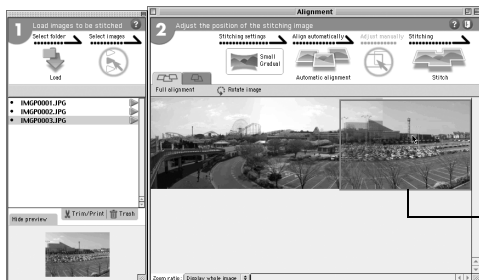 1 Load images to be stitched ?
Select folder Select images
Load
• IMGP0001.JPG
• IMGP0002.JPG
• IMGP0003.JPG
Hide preview Trim/Print Trash
Alignment
2 Adjust the position of the stitching image ?
Stitching settings Align automatically Adjust manually Stitching
Small
Gradual
Automatic alignment Stitch
Full alignment Rotate image
Zoom ratio: Display whole image